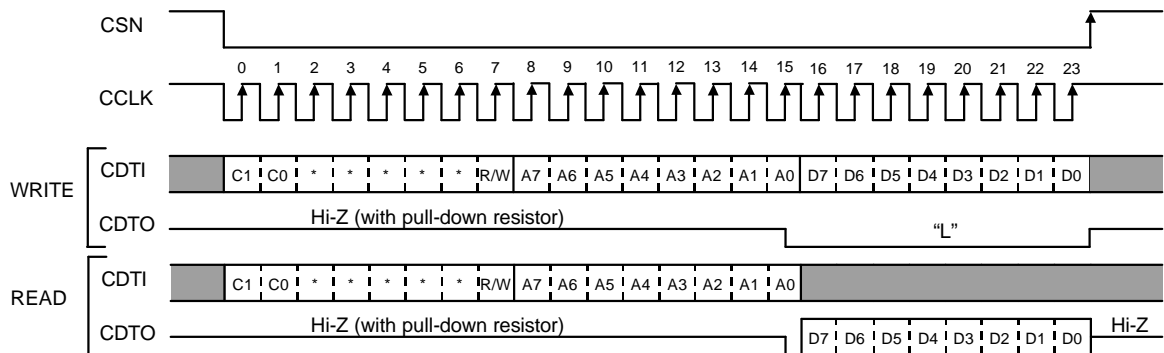 CSN
0 1 2 3 4 5 6 7 8 9 10 11 12 13 14 15 16 17 18 19 20 21 22 23
CCLK
WRITE
CDTI C1 C0 * * * * * R/W A7 A6 A5 A4 A3 A2 A1 A0 D7 D6 D5 D4 D3 D2 D1 D0
Hi-Z (with pull-down resistor)
CDTO “L”
READ
CDTI C1 C0 * * * * * R/W A7 A6 A5 A4 A3 A2 A1 A0
Hi-Z (with pull-down resistor) Hi-Z
CDTO D7 D6 D5 D4 D3 D2 D1 D0